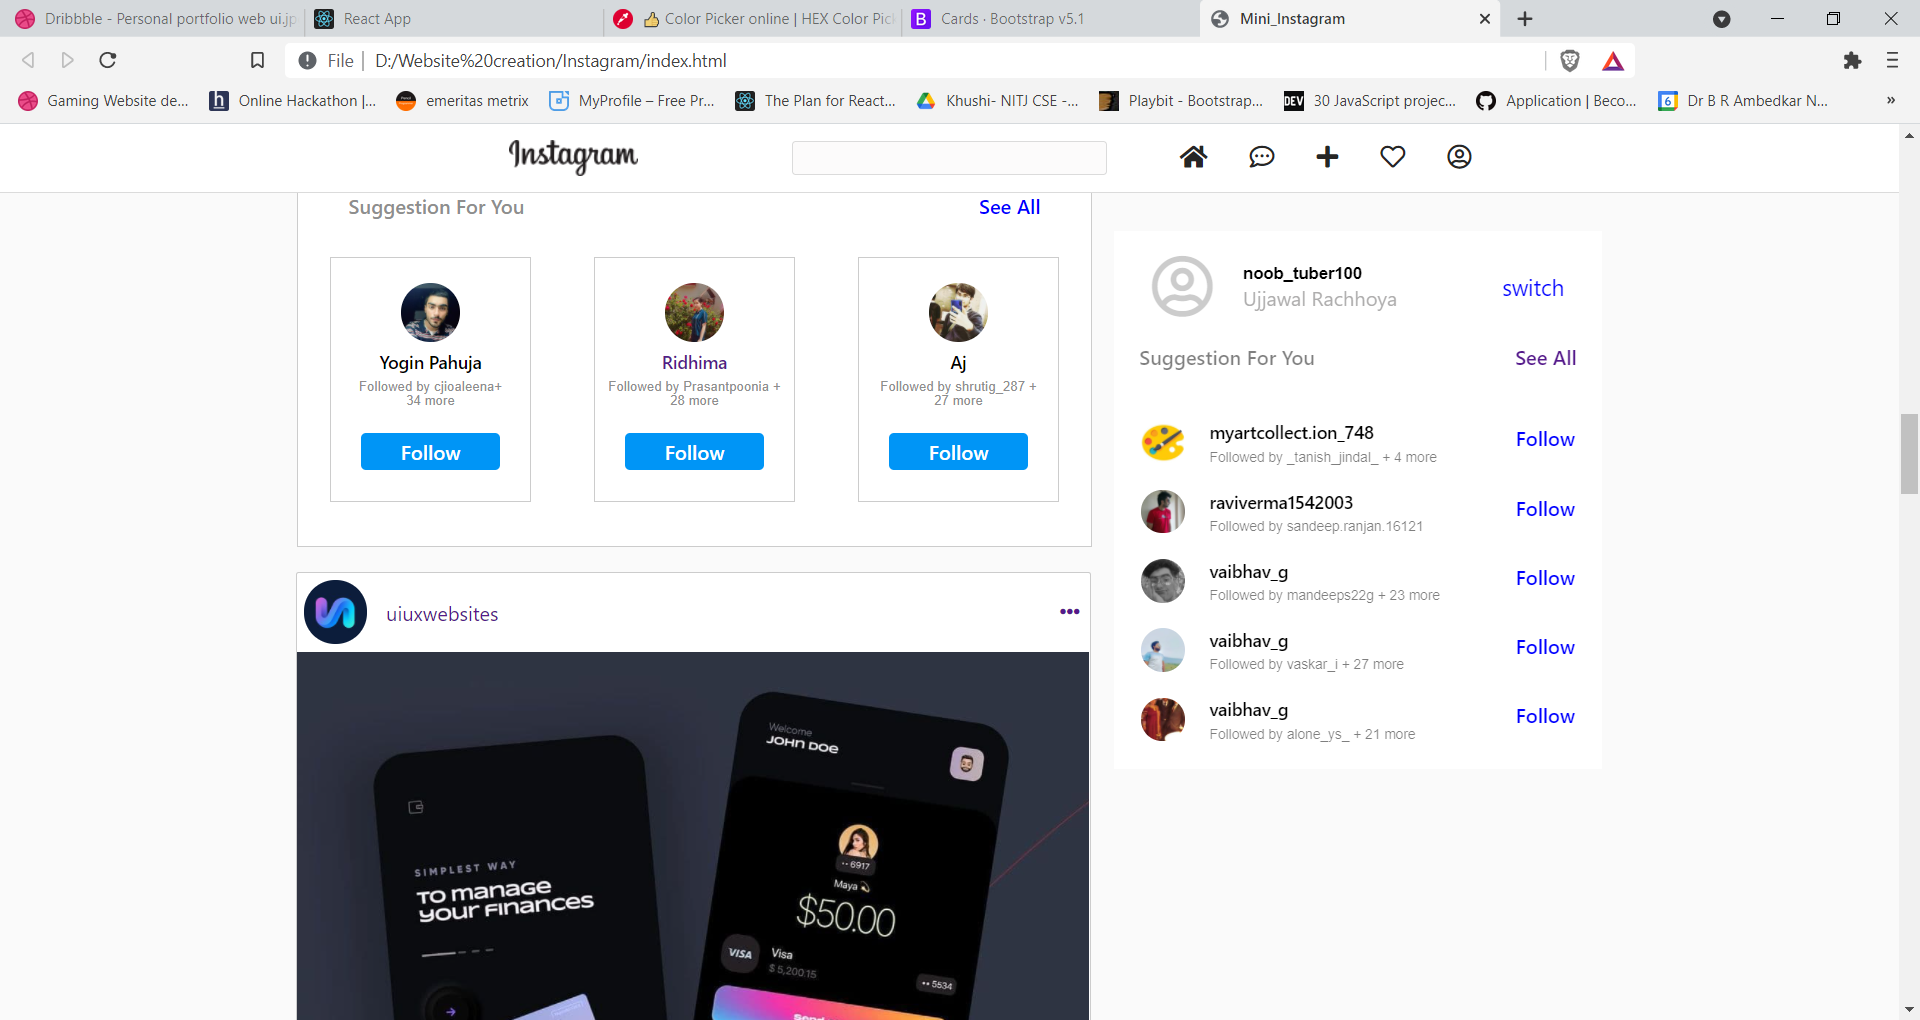 Dribbble - Personal portfolio web ui.jp
React App
Color Picker online | HEX Color Pic
Cards · Bootstrap v5.1
Mini_Instagram
File
D:/Website%20creation/Instagram/index.html
Gaming Website de...
Online Hackathon |...
emeritas metrix
MyProfile – Free Pr...
The Plan for React...
Khushi- NITJ CSE -...
Playbit - Bootstrap...
DEV
30 JavaScript projec...
Application | Beco...
6
Dr B R Ambedkar N...
»
Instagram
Suggestion For You
See All
Yogin Pahuja
Followed by cjioaleena+
34 more
Follow
Ridhima
Followed by Prasantpoonia +
28 more
Follow
Aj
Followed by shrutig_287 +
27 more
Follow
uiuxwebsites
Welcome
JOHN DOE
SIMPLEST WAY
TO manage
your Finances
•• 6917
Maya
$50.00
VISA
Visa
$ 5,200.15
•• 5534
Send
noob_tuber100
Ujjawal Rachhoya
switch
Suggestion For You
See All
myartcollect.ion_748
Followed by _tanish_jindal_ + 4 more
Follow
raviverma1542003
Followed by sandeep.ranjan.16121
Follow
vaibhav_g
Followed by mandeeps22g + 23 more
Follow
vaibhav_g
Followed by vaskar_i + 27 more
Follow
vaibhav_g
Followed by alone_ys_ + 21 more
Follow